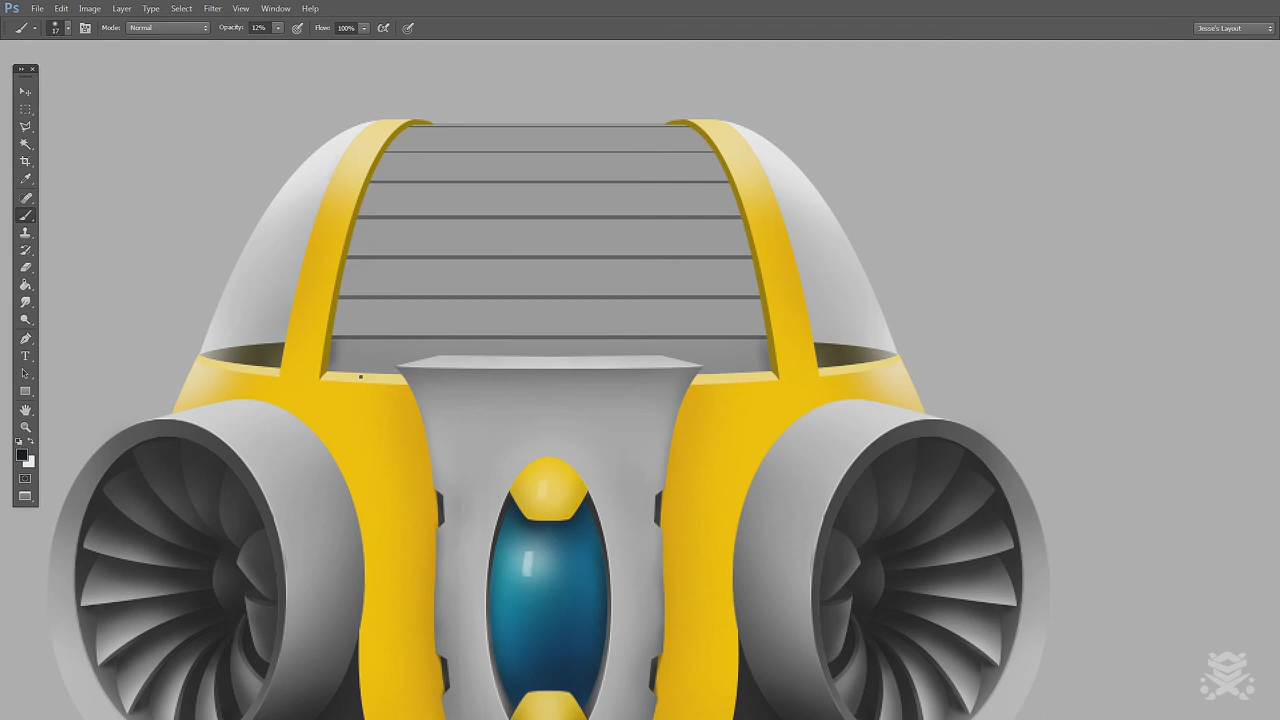 Ps File Edit Image Layer Type Select Filter View Window Help
17 Mode: Normal Opacity: 12% Flow: 100% Jesse's Layout
T